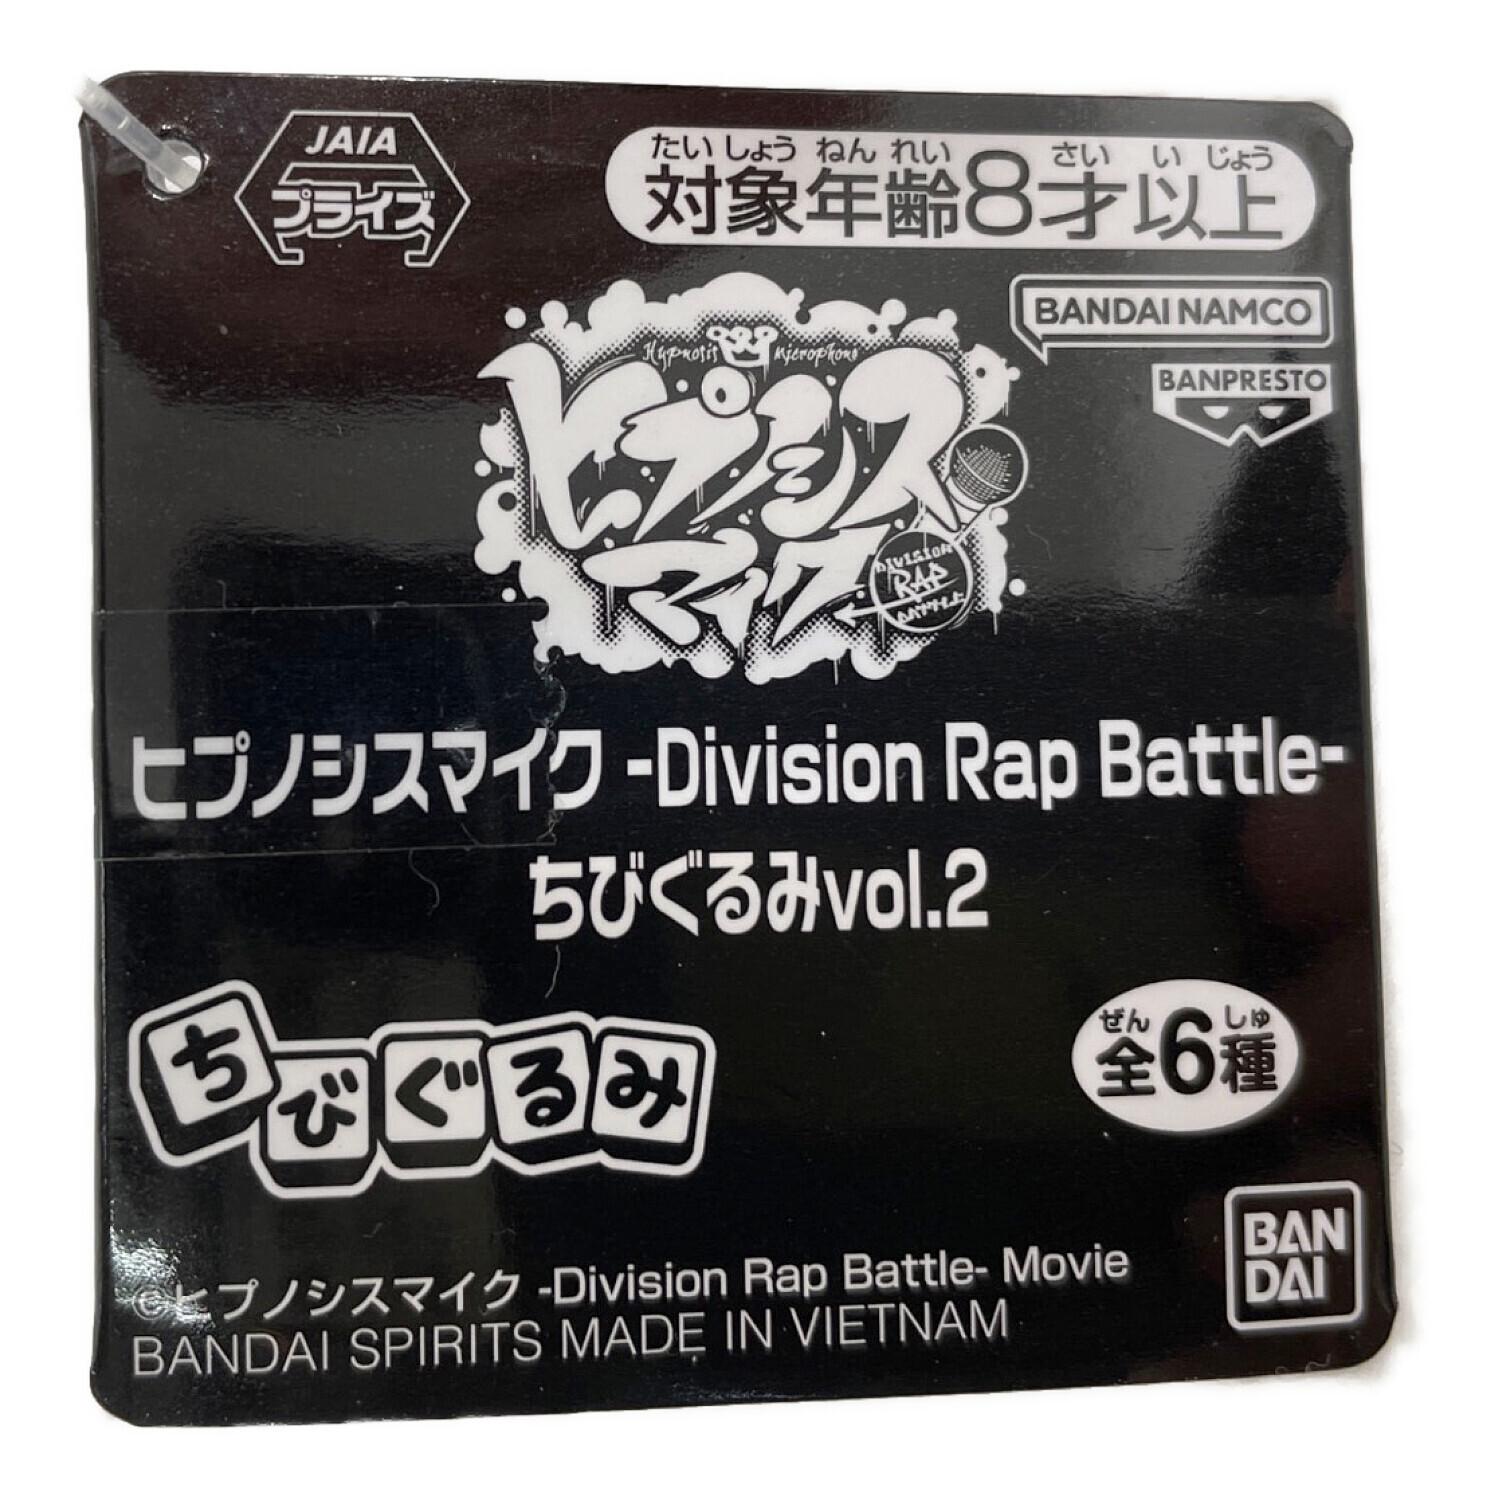 JAIA
プライズ
たいしょうねんれい さい いじょう
対象年齢8才以上
BANDAI NAMCO
BANPRESTO
Hypnosis Microphone
ヒプノシス
マイク
DIVISION
RAP
BATTLE
ヒプノシスマイク -Division Rap Battle-
ちびぐるみvol.2
ちびぐるみ
ぜん しゅ
全6種
BAN
DAI
©ヒプノシスマイク -Division Rap Battle- Movie
BANDAI SPIRITS MADE IN VIETNAM